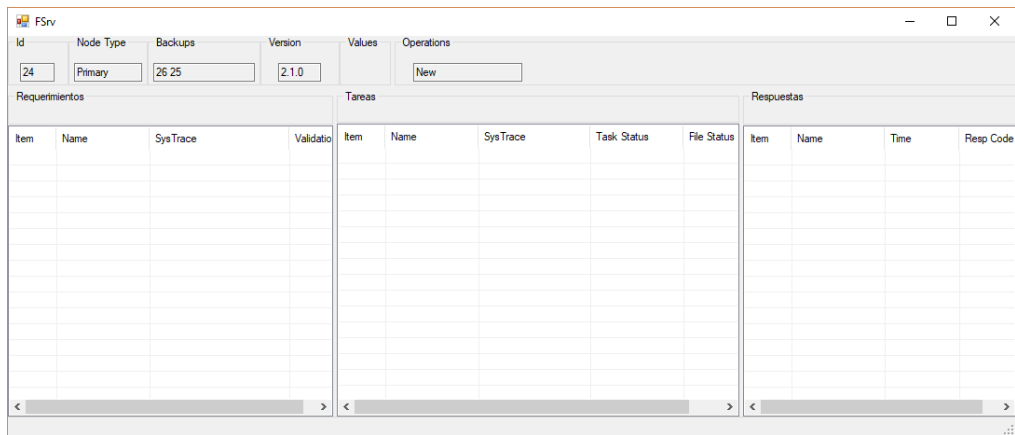 FSrv
Id Node Type Backups Version Values Operations
24 Primary 26 25 2.1.0 New
Requerimientos Tareas Respuestas
Item Name SysTrace Validatio Item Name SysTrace Task Status File Status Item Name Time Resp Code